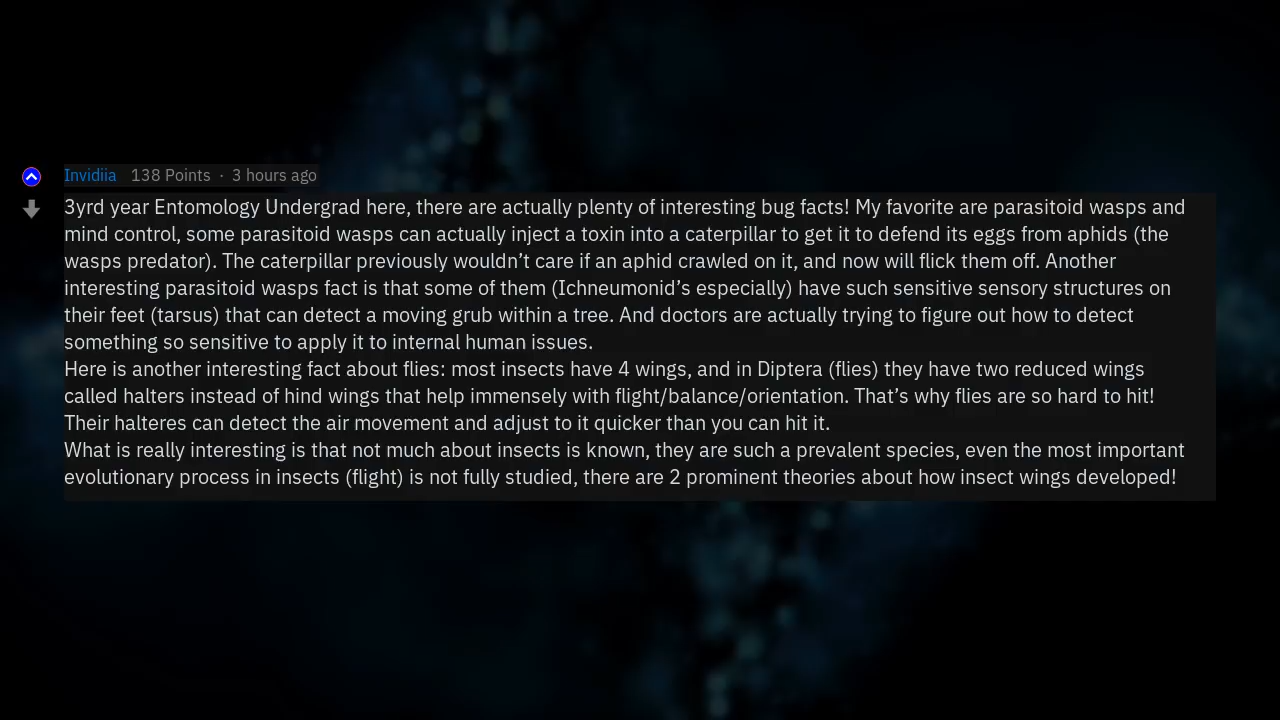 Invidiia 138 Points · 3 hours ago
3yrd year Entomology Undergrad here, there are actually plenty of interesting bug facts! My favorite are parasitoid wasps and
mind control, some parasitoid wasps can actually inject a toxin into a caterpillar to get it to defend its eggs from aphids (the
wasps predator). The caterpillar previously wouldn’t care if an aphid crawled on it, and now will flick them off. Another
interesting parasitoid wasps fact is that some of them (Ichneumonid’s especially) have such sensitive sensory structures on
their feet (tarsus) that can detect a moving grub within a tree. And doctors are actually trying to figure out how to detect
something so sensitive to apply it to internal human issues.
Here is another interesting fact about flies: most insects have 4 wings, and in Diptera (flies) they have two reduced wings
called halters instead of hind wings that help immensely with flight/balance/orientation. That’s why flies are so hard to hit!
Their halteres can detect the air movement and adjust to it quicker than you can hit it.
What is really interesting is that not much about insects is known, they are such a prevalent species, even the most important
evolutionary process in insects (flight) is not fully studied, there are 2 prominent theories about how insect wings developed!